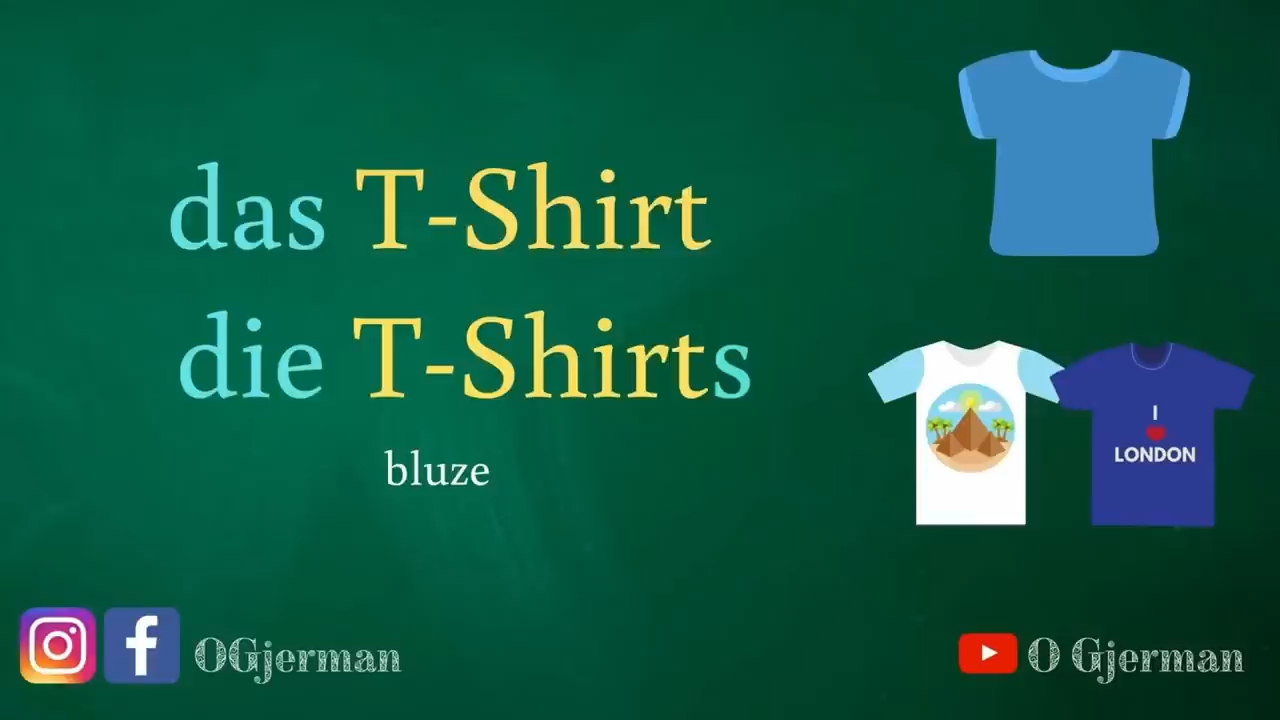 das T-Shirt
die T-Shirts
bluze
I
LONDON
OGjerman
O Gjerman